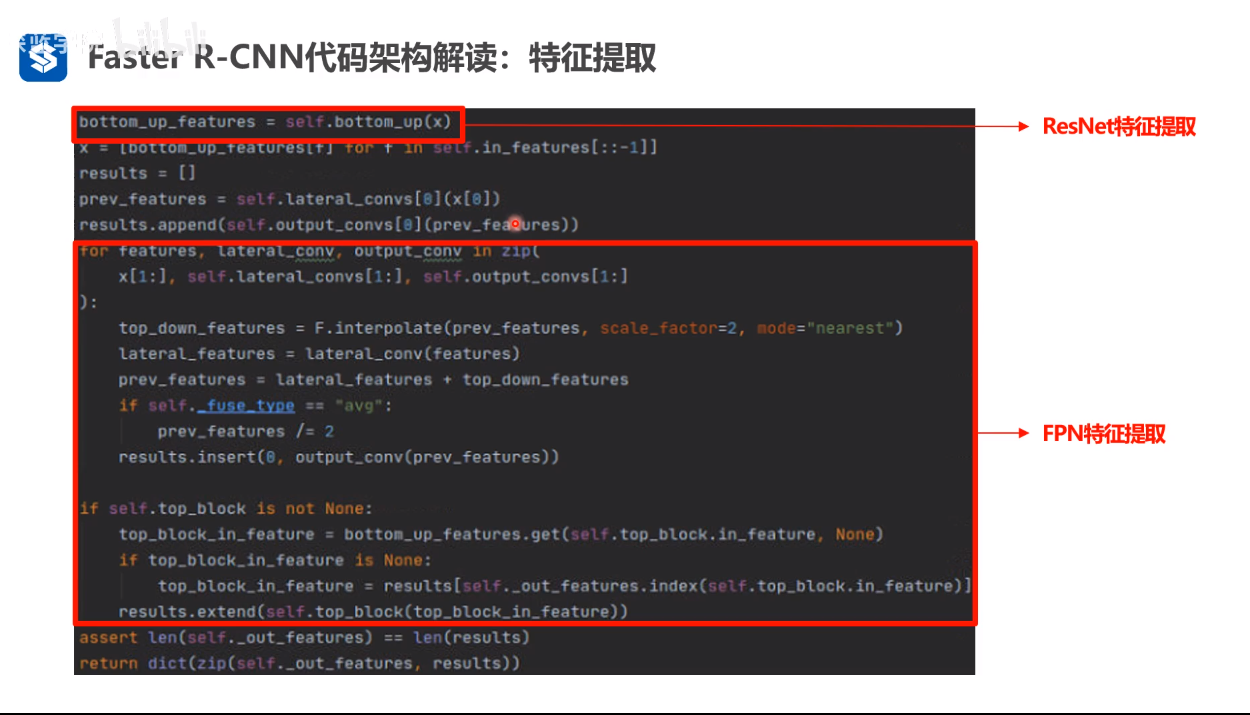 Faster R-CNN代码架构解读：特征提取
bottom_up_features = self.bottom_up(x)
ResNet特征提取
x = [bottom_up_features[f] for f in self.in_features[::-1]]
results = []
prev_features = self.lateral_convs[0](x[0])
results.append(self.output_convs[0](prev_features))
for features, lateral_conv, output_conv in zip(
x[1:], self.lateral_convs[1:], self.output_convs[1:]
):
top_down_features = F.interpolate(prev_features, scale_factor=2, mode="nearest")
lateral_features = lateral_conv(features)
prev_features = lateral_features + top_down_features
if self._fuse_type == "avg":
prev_features /= 2
FPN特征提取
results.insert(0, output_conv(prev_features))
if self.top_block is not None:
top_block_in_feature = bottom_up_features.get(self.top_block.in_feature, None)
if top_block_in_feature is None:
top_block_in_feature = results[self._out_features.index(self.top_block.in_feature)]
results.extend(self.top_block(top_block_in_feature))
assert len(self._out_features) == len(results)
return dict(zip(self._out_features, results))